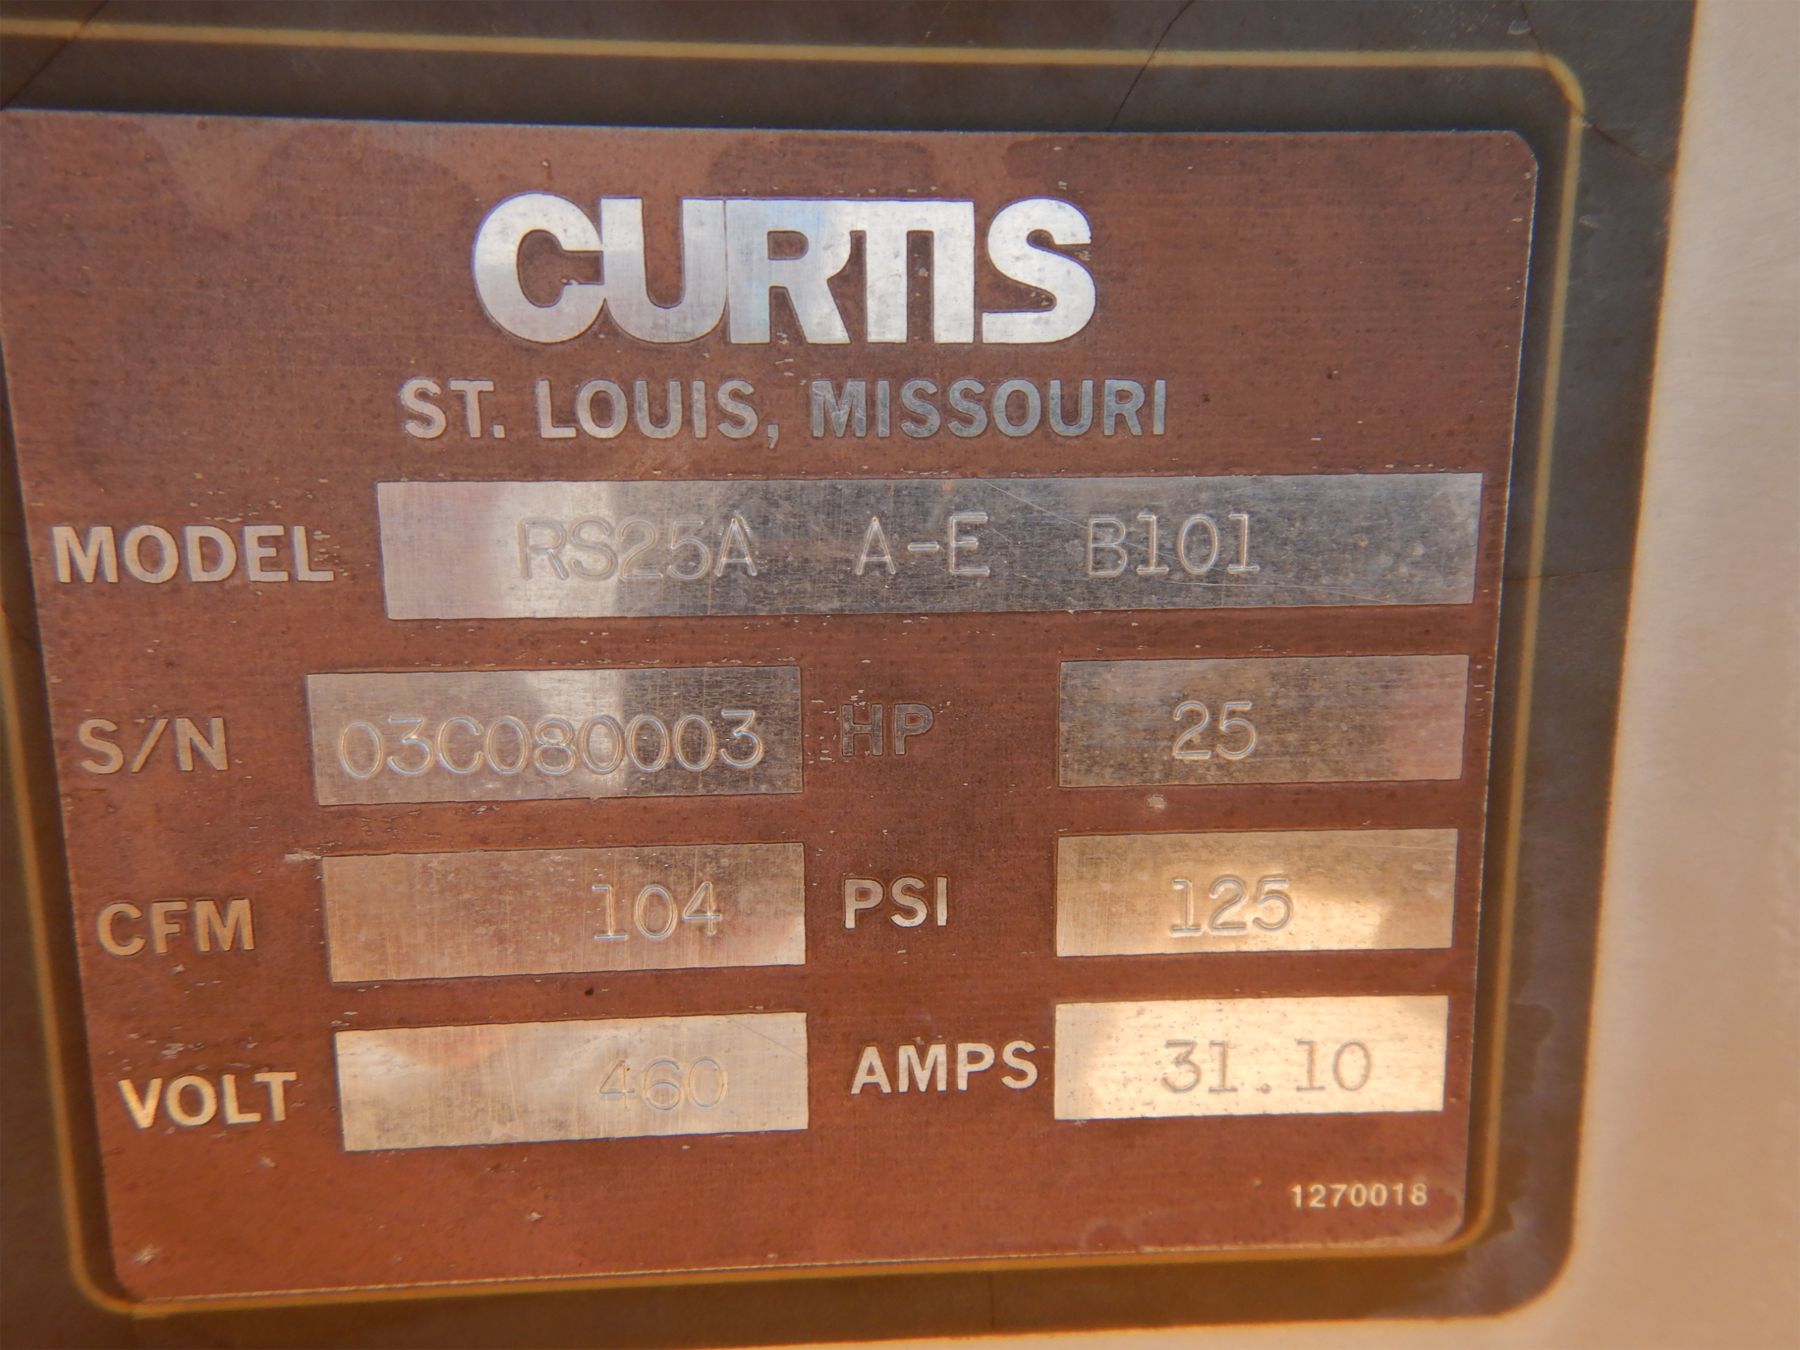 CURTIS
ST. LOUIS, MISSOURI
MODEL RS25A A-E B101
S/N 03C080003 HP 25
CFM 104 PSI 125
VOLT 460 AMPS 31.10
1270018